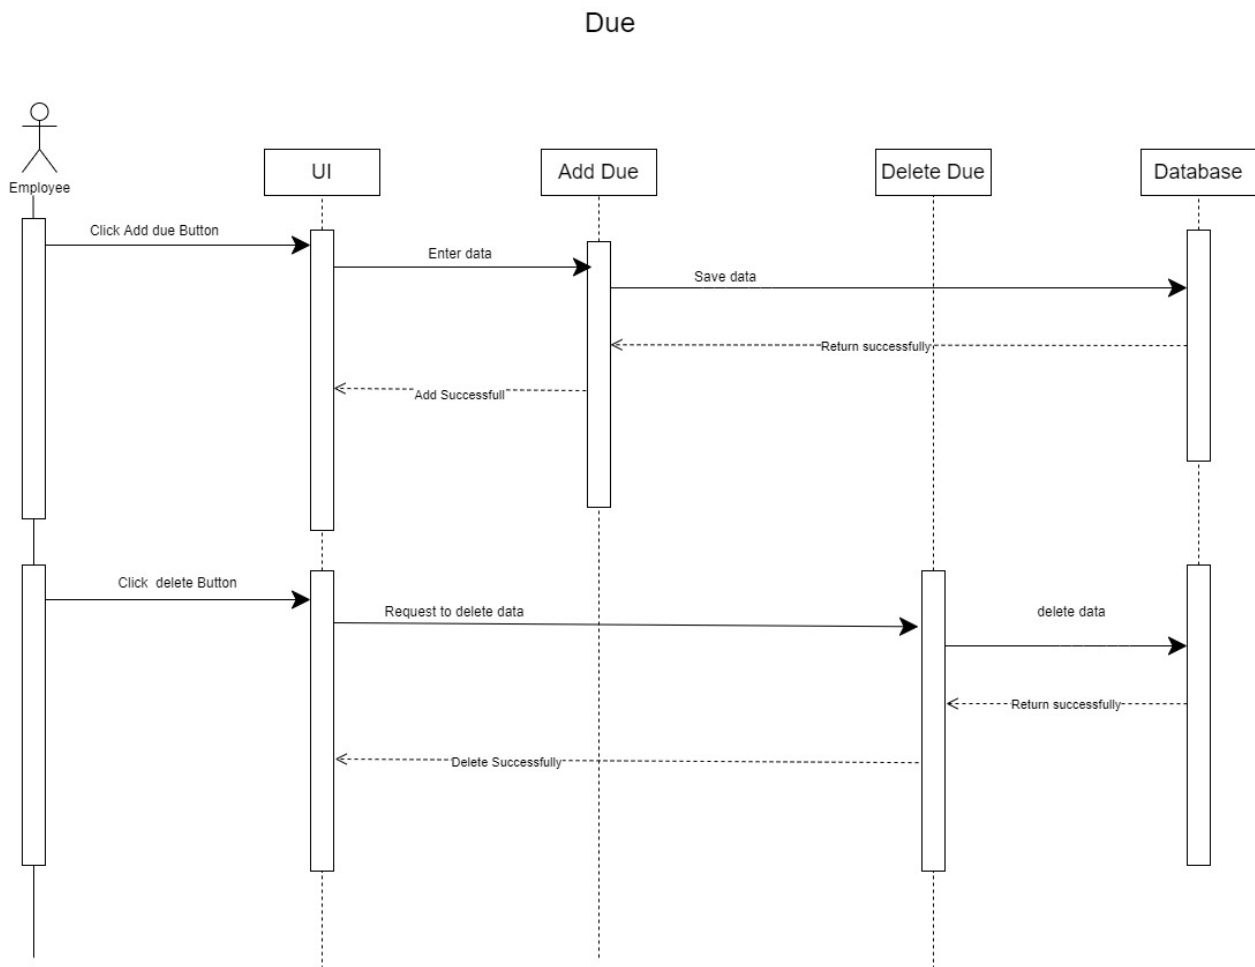 Due
Employee
UI
Add Due
Delete Due
Database
Click Add due Button
Enter data
Save data
Return successfully
Add Successfull
Click  delete Button
Request to delete data
delete data
Return successfully
Delete Successfully